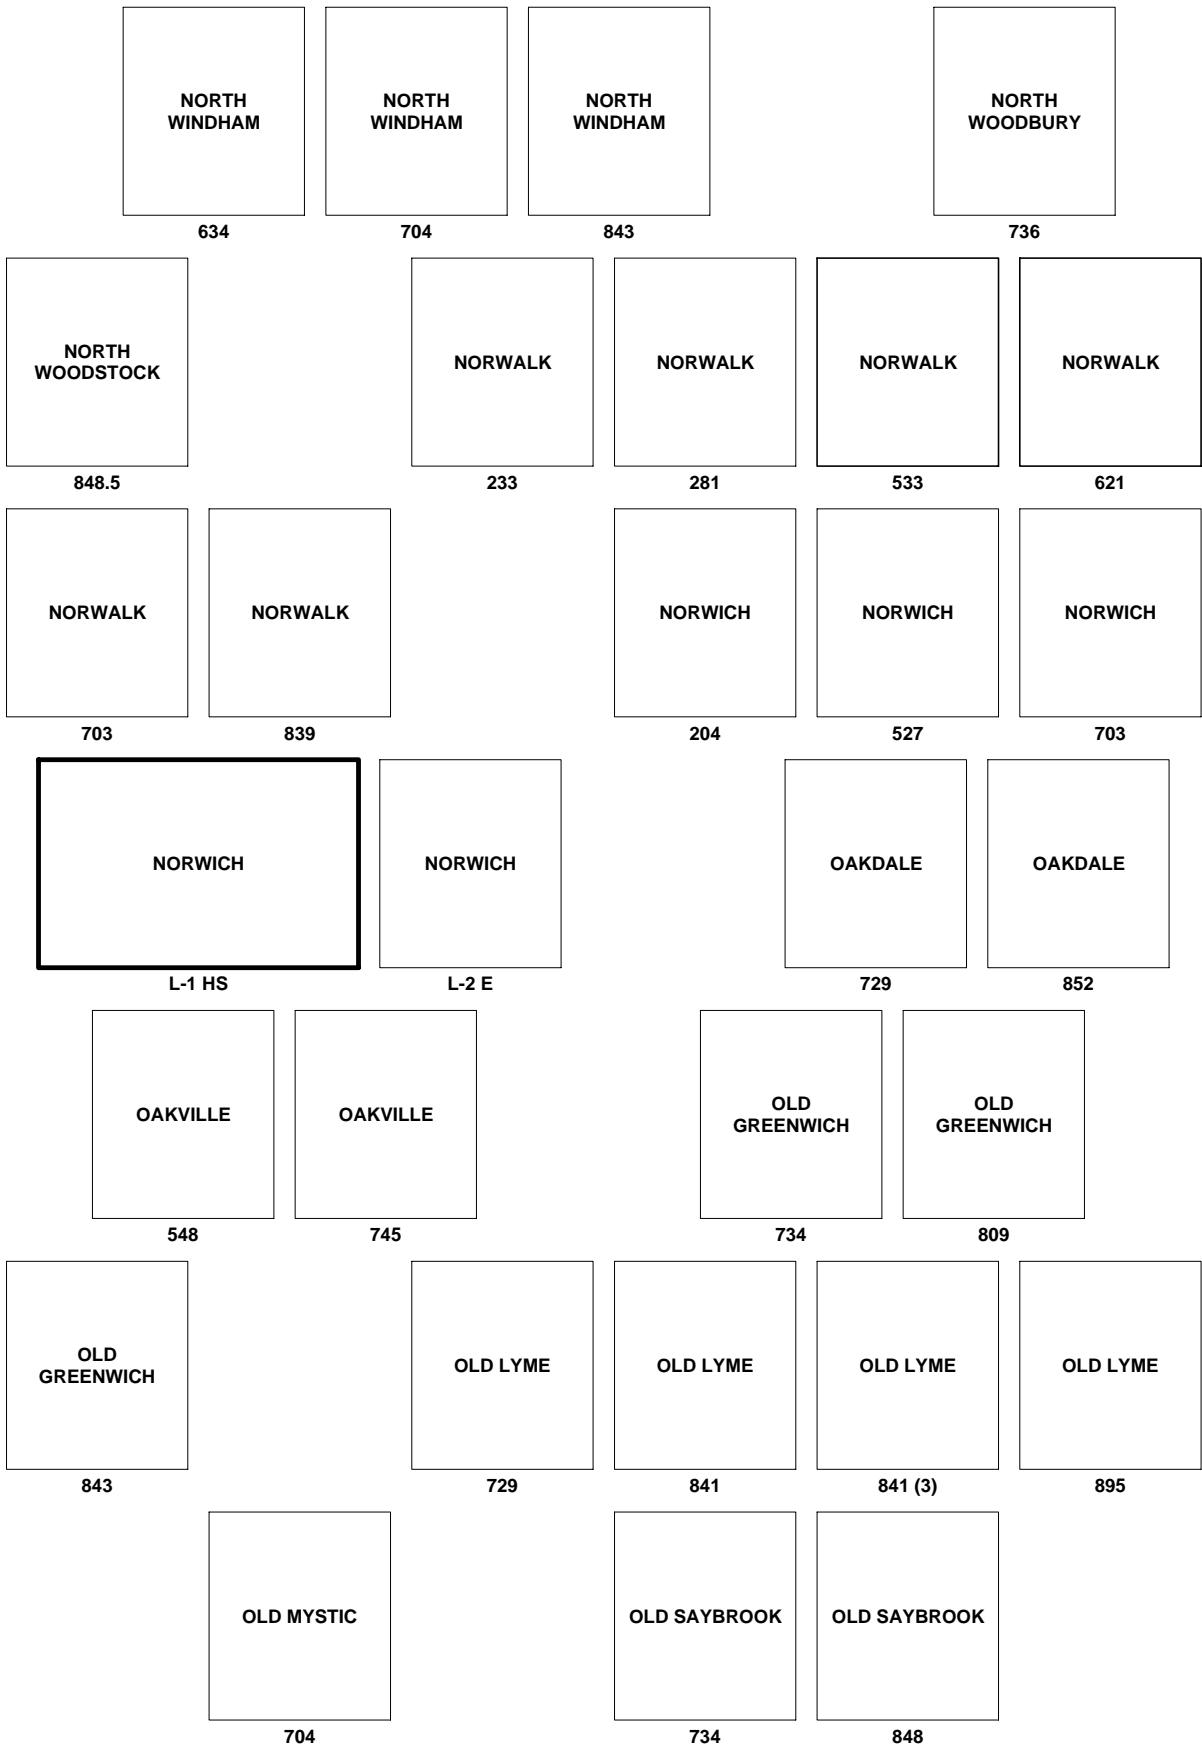 NORTH
WINDHAM
634
NORTH
WINDHAM
704
NORTH
WINDHAM
843
NORTH
WOODBURY
736
NORTH
WOODSTOCK
848.5
NORWALK
233
NORWALK
281
NORWALK
533
NORWALK
621
NORWALK
703
NORWALK
839
NORWICH
204
NORWICH
527
NORWICH
703
NORWICH
L-1 HS
NORWICH
L-2 E
OAKDALE
729
OAKDALE
852
OAKVILLE
548
OAKVILLE
745
OLD
GREENWICH
734
OLD
GREENWICH
809
OLD
GREENWICH
843
OLD LYME
729
OLD LYME
841
OLD LYME
841 (3)
OLD LYME
895
OLD MYSTIC
704
OLD SAYBROOK
734
OLD SAYBROOK
848